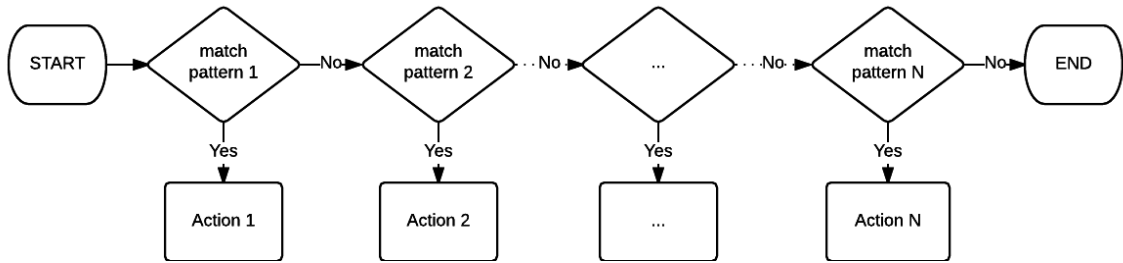 START
match
pattern 1
No
match
pattern 2
No
...
No
match
pattern N
No
END
Yes
Yes
Yes
Yes
Action 1
Action 2
...
Action N